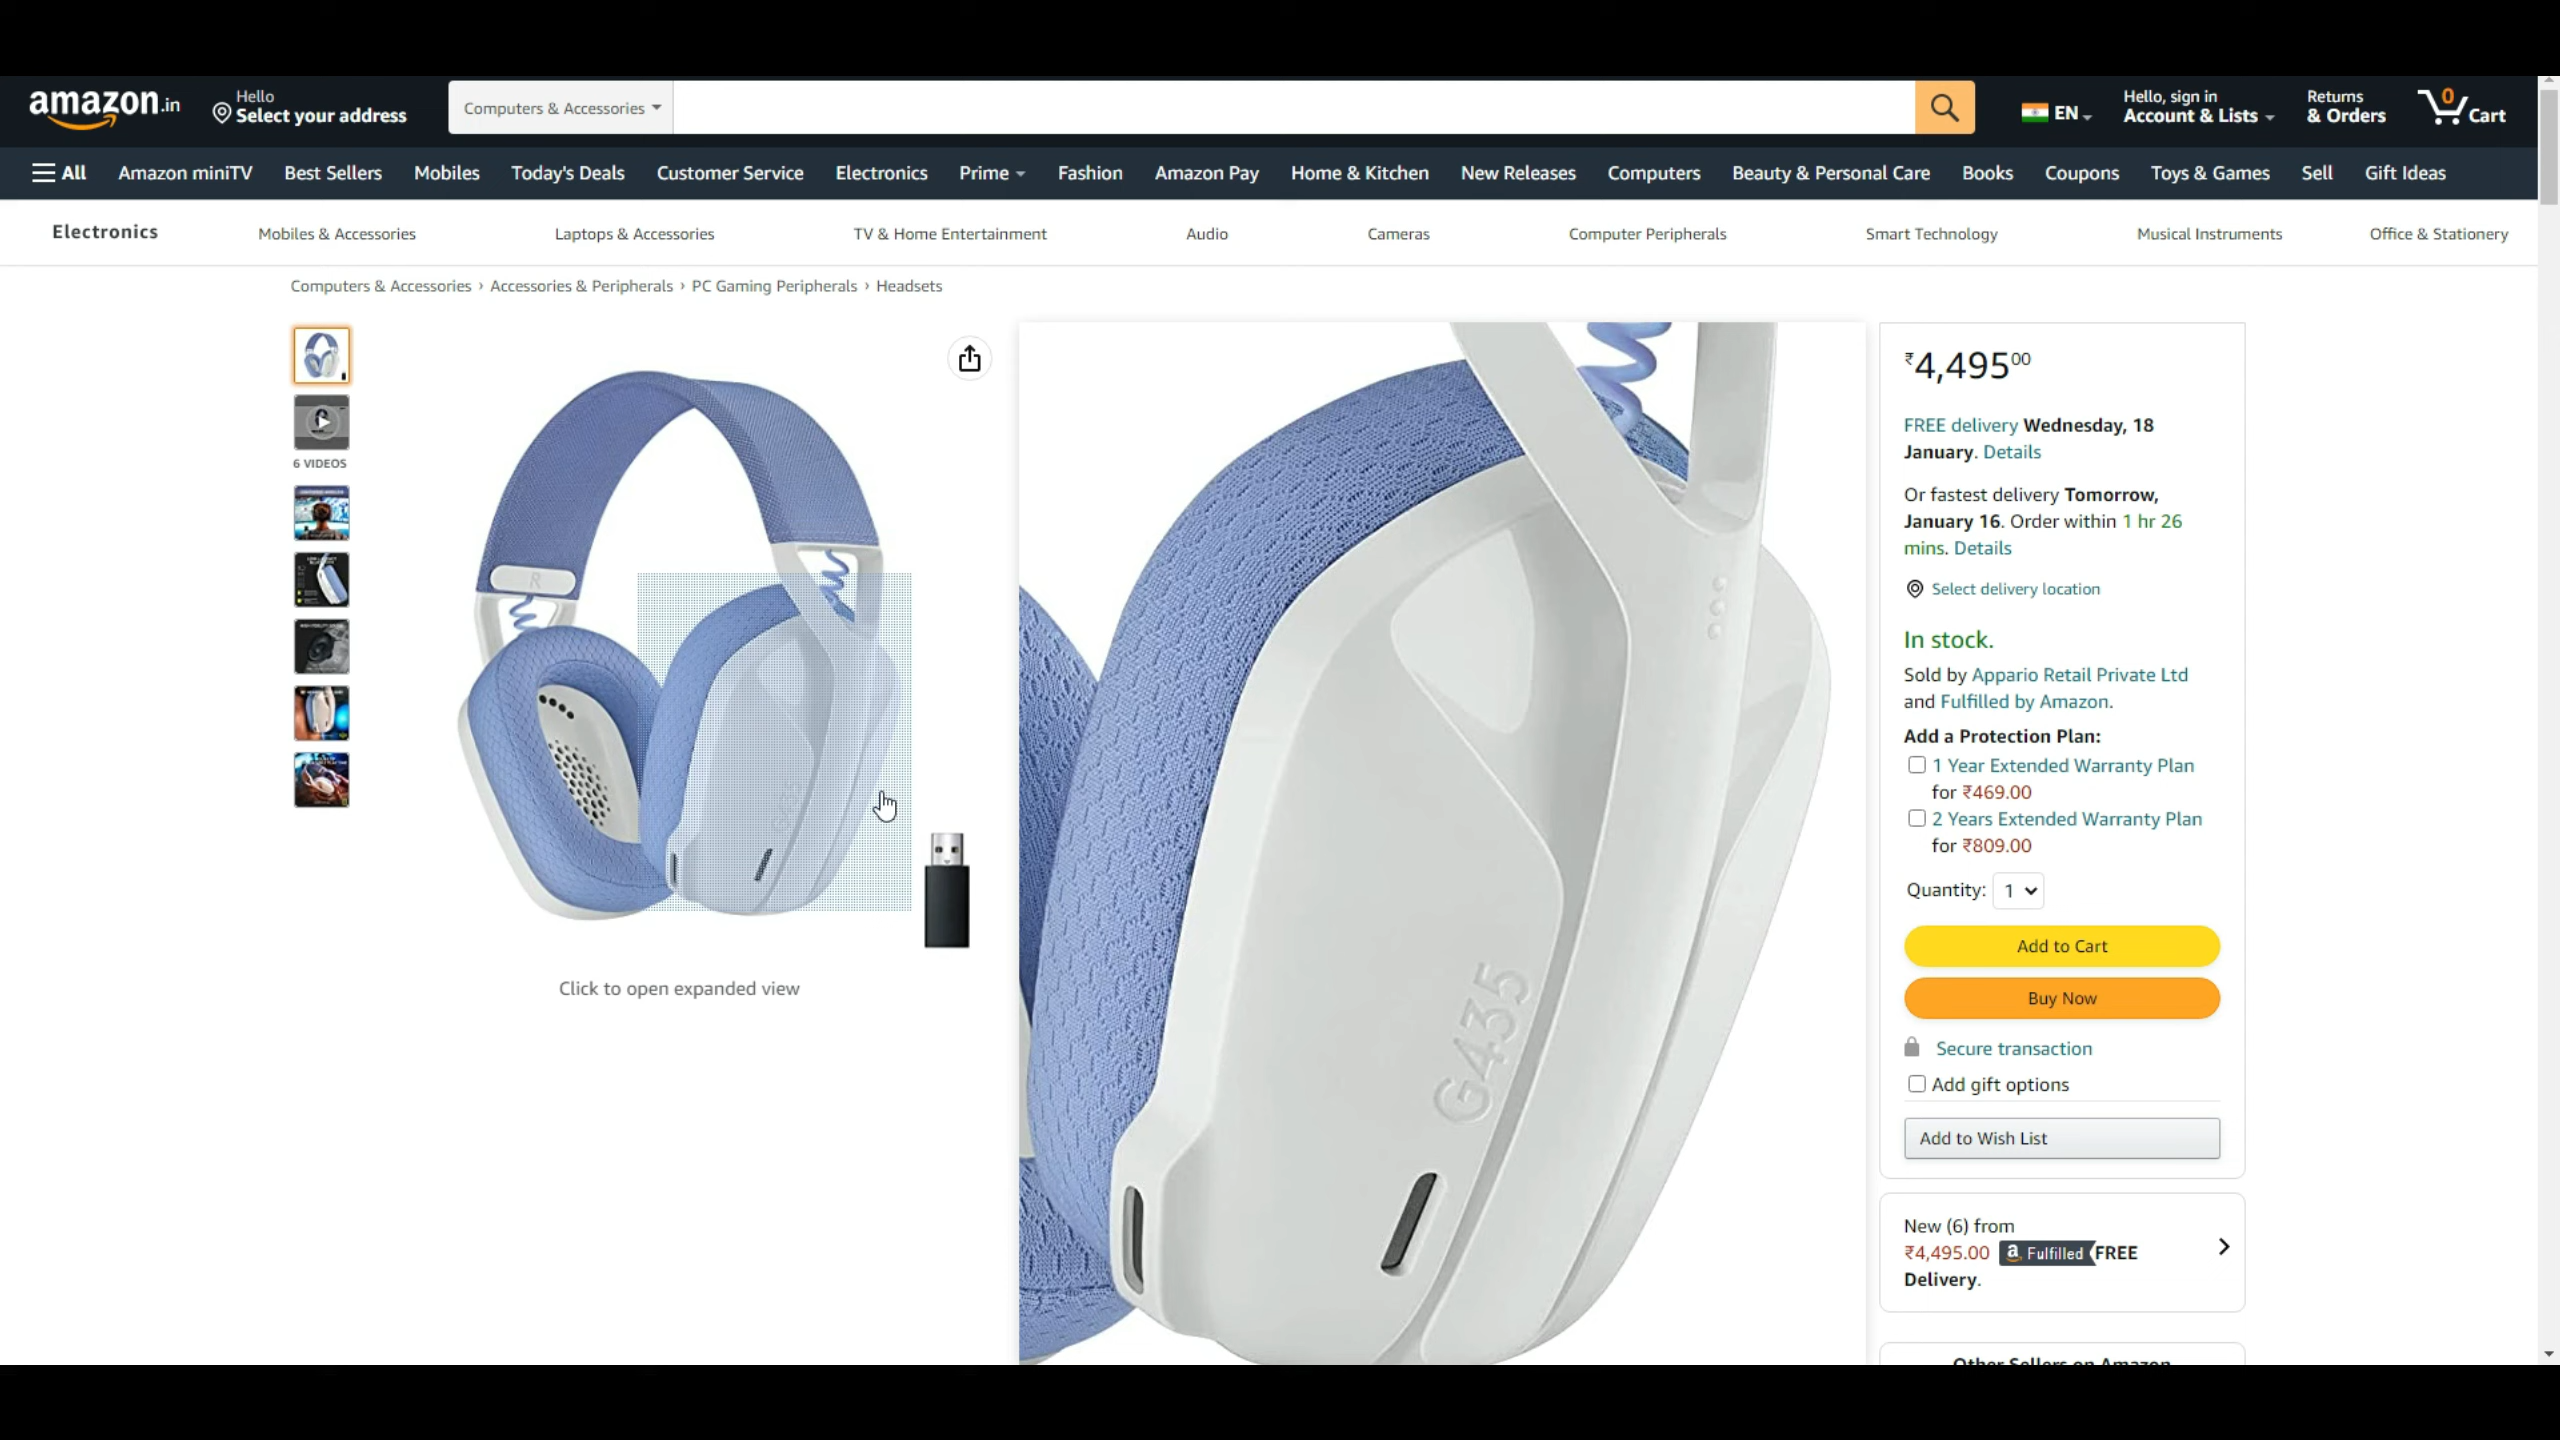 amazon.in
Hello
Select your address
Computers & Accessories
EN
Hello, sign in
Account & Lists
Returns
& Orders
0
Cart
All
Amazon miniTV
Best Sellers
Mobiles
Today's Deals
Customer Service
Electronics
Prime
Fashion
Amazon Pay
Home & Kitchen
New Releases
Computers
Beauty & Personal Care
Books
Coupons
Toys & Games
Sell
Gift Ideas
Electronics
Mobiles & Accessories
Laptops & Accessories
TV & Home Entertainment
Audio
Cameras
Computer Peripherals
Smart Technology
Musical Instruments
Office & Stationery
Computers & Accessories › Accessories & Peripherals › PC Gaming Peripherals › Headsets
6 VIDEOS
R
G435
Click to open expanded view
G435
₹4,49500
FREE delivery Wednesday, 18
January. Details
Or fastest delivery Tomorrow,
January 16. Order within 1 hr 26
mins. Details
Select delivery location
In stock.
Sold by Appario Retail Private Ltd
and Fulfilled by Amazon.
Add a Protection Plan:
1 Year Extended Warranty Plan
for ₹469.00
2 Years Extended Warranty Plan
for ₹809.00
Quantity: 1
Add to Cart
Buy Now
Secure transaction
Add gift options
Add to Wish List
New (6) from
₹4,495.00 a Fulfilled FREE
Delivery.
Other Sellers on Amazon